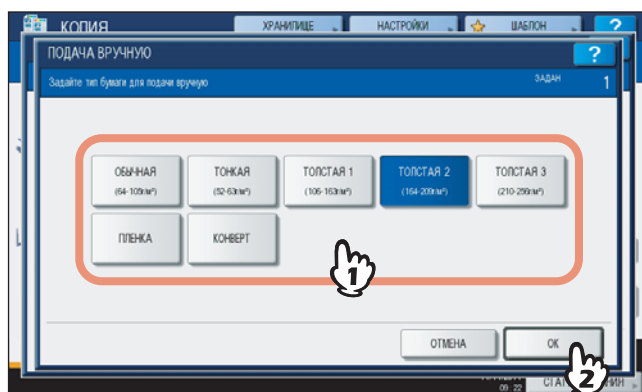 КОПИЯ ХРАНИЛИЩЕ НАСТРОЙКИ ШАБЛОН ?
ПОДАЧА ВРУЧНУЮ ?
Задайте тип бумаги для подачи вручную ЗАДАН 1
ОБЫЧНАЯ ТОНКАЯ ТОЛСТАЯ 1 ТОЛСТАЯ 2 ТОЛСТАЯ 3
(64-105г/м²) (52-63г/м²) (106-163г/м²) (164-209г/м²) (210-256г/м²)
ПЛЕНКА КОНВЕРТ
1
ОТМЕНА OK
2